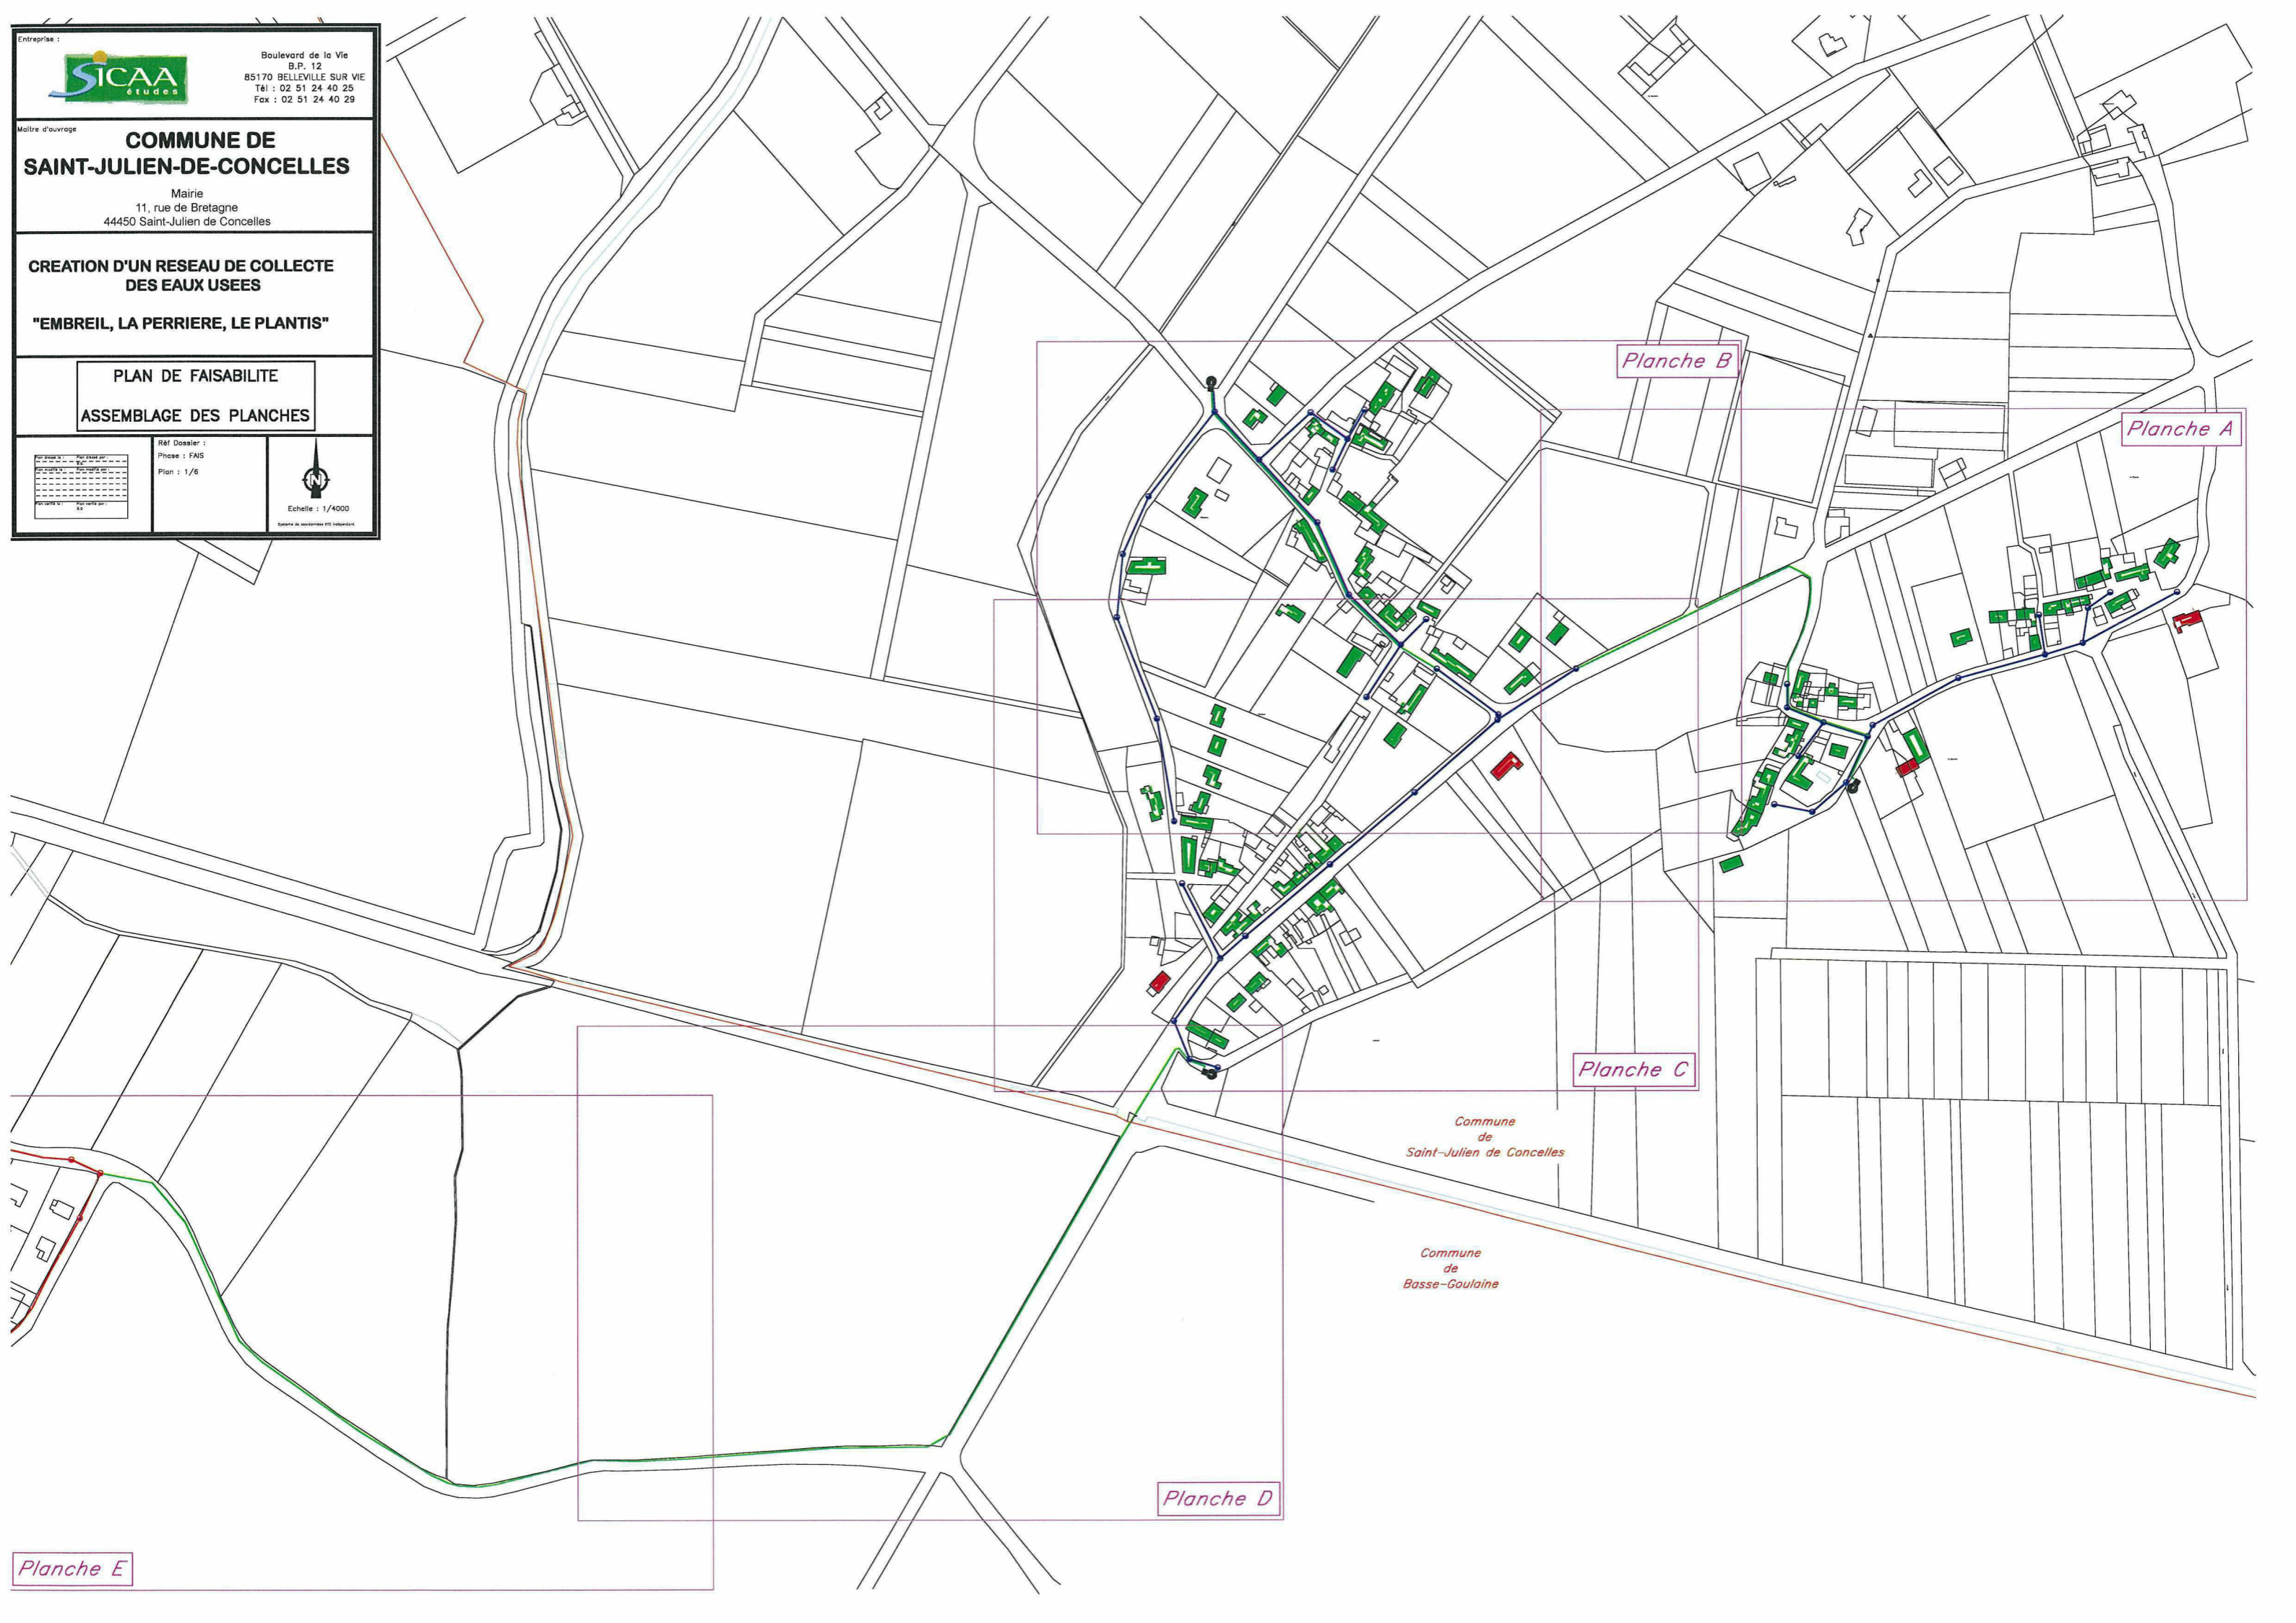 Entreprise :
SICAA
études
Boulevard de la Vie
B.P. 12
85170 BELLEVILLE SUR VIE
Tél : 02 51 24 40 25
Fax : 02 51 24 40 29
Maître d'ouvrage
COMMUNE DE
SAINT-JULIEN-DE-CONCELLES
Mairie
11, rue de Bretagne
44450 Saint-Julien de Concelles
CREATION D'UN RESEAU DE COLLECTE
DES EAUX USEES
"EMBREIL, LA PERRIERE, LE PLANTIS"
PLAN DE FAISABILITE
ASSEMBLAGE DES PLANCHES
Réf Dossier :
Phase : FAIS
Plan : 1/6
N
Echelle : 1/4000
Planche B
Planche A
Planche C
Commune
de
Saint-Julien de Concelles
Commune
de
Basse-Goulaine
Planche D
Planche E